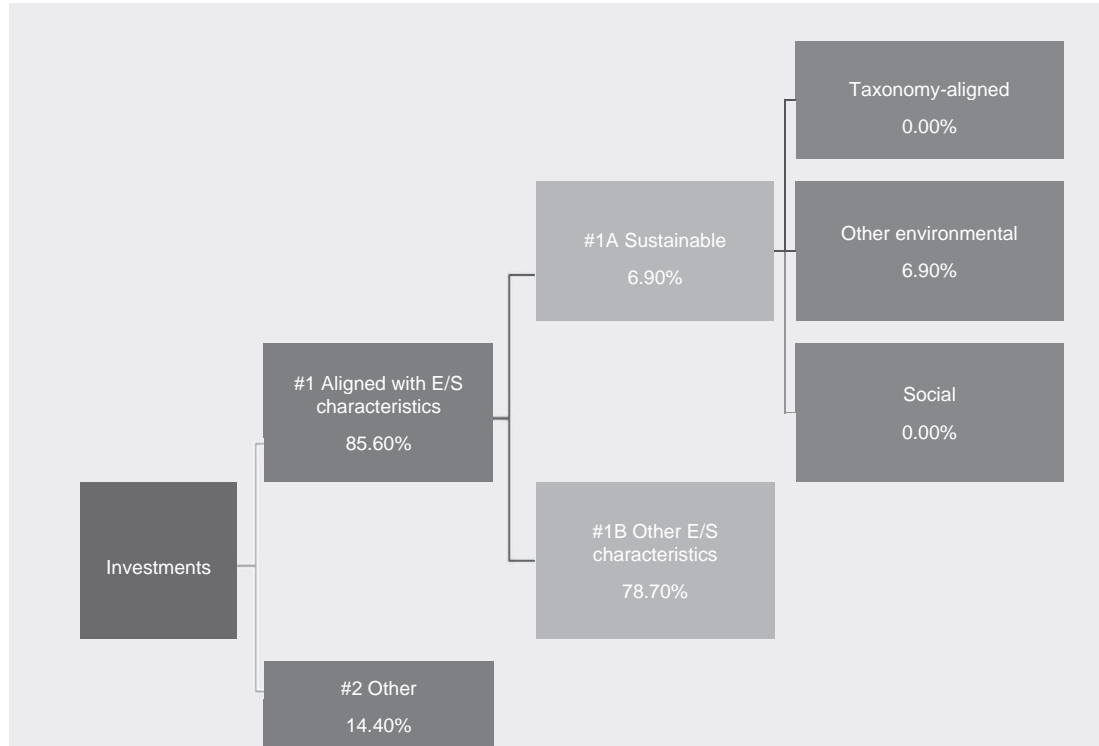 Taxonomy-aligned
0.00%
#1A Sustainable
6.90%
Other environmental
6.90%
#1 Aligned with E/S
characteristics
85.60%
Social
0.00%
Investments
#1B Other E/S
characteristics
78.70%
#2 Other
14.40%